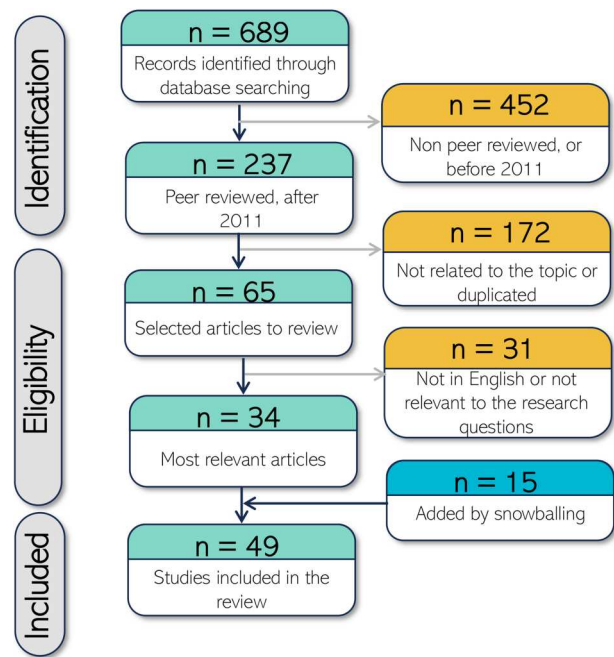 Identification
n = 689
Records identified through
database searching
n = 452
Non peer reviewed, or
before 2011
n = 237
Peer reviewed, after
2011
n = 172
Not related to the topic or
duplicated
Eligibility
n = 65
Selected articles to review
n = 31
Not in English or not
relevant to the research
questions
n = 34
Most relevant articles
n = 15
Added by snowballing
Included
n = 49
Studies included in the
review